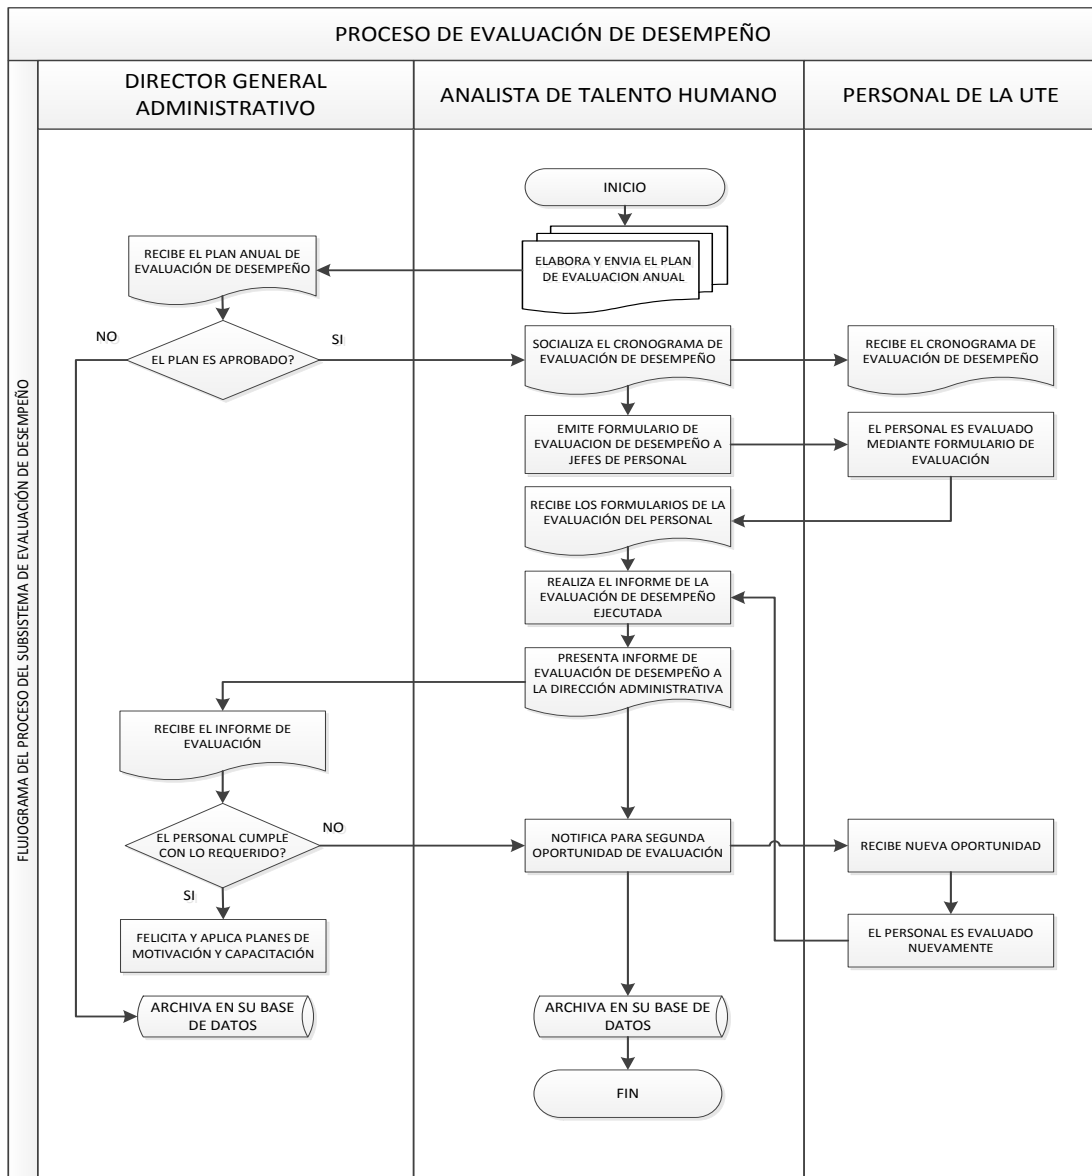 PROCESO DE EVALUACIÓN DE DESEMPEÑO
FLUJOGRAMA DEL PROCESO DEL SUBSISTEMA DE EVALUACIÓN DE DESEMPEÑO
DIRECTOR GENERAL
ADMINISTRATIVO
ANALISTA DE TALENTO HUMANO
PERSONAL DE LA UTE
INICIO
RECIBE EL PLAN ANUAL DE
EVALUACIÓN DE DESEMPEÑO
ELABORA Y ENVIA EL PLAN
DE EVALUACION ANUAL
NO
EL PLAN ES APROBADO?
SI
SOCIALIZA EL CRONOGRAMA DE
EVALUACIÓN DE DESEMPEÑO
RECIBE EL CRONOGRAMA DE
EVALUACIÓN DE DESEMPEÑO
EMITE FORMULARIO DE
EVALUACION DE DESEMPEÑO A
JEFES DE PERSONAL
EL PERSONAL ES EVALUADO
MEDIANTE FORMULARIO DE
EVALUACIÓN
RECIBE LOS FORMULARIOS DE LA
EVALUACIÓN DEL PERSONAL
REALIZA EL INFORME DE LA
EVALUACIÓN DE DESEMPEÑO
EJECUTADA
PRESENTA INFORME DE
EVALUACIÓN DE DESEMPEÑO A
LA DIRECCIÓN ADMINISTRATIVA
RECIBE EL INFORME DE
EVALUACIÓN
EL PERSONAL CUMPLE
CON LO REQUERIDO?
NO
SI
NOTIFICA PARA SEGUNDA
OPORTUNIDAD DE EVALUACIÓN
RECIBE NUEVA OPORTUNIDAD
FELICITA Y APLICA PLANES DE
MOTIVACIÓN Y CAPACITACIÓN
EL PERSONAL ES EVALUADO
NUEVAMENTE
ARCHIVA EN SU BASE
DE DATOS
ARCHIVA EN SU BASE DE
DATOS
FIN